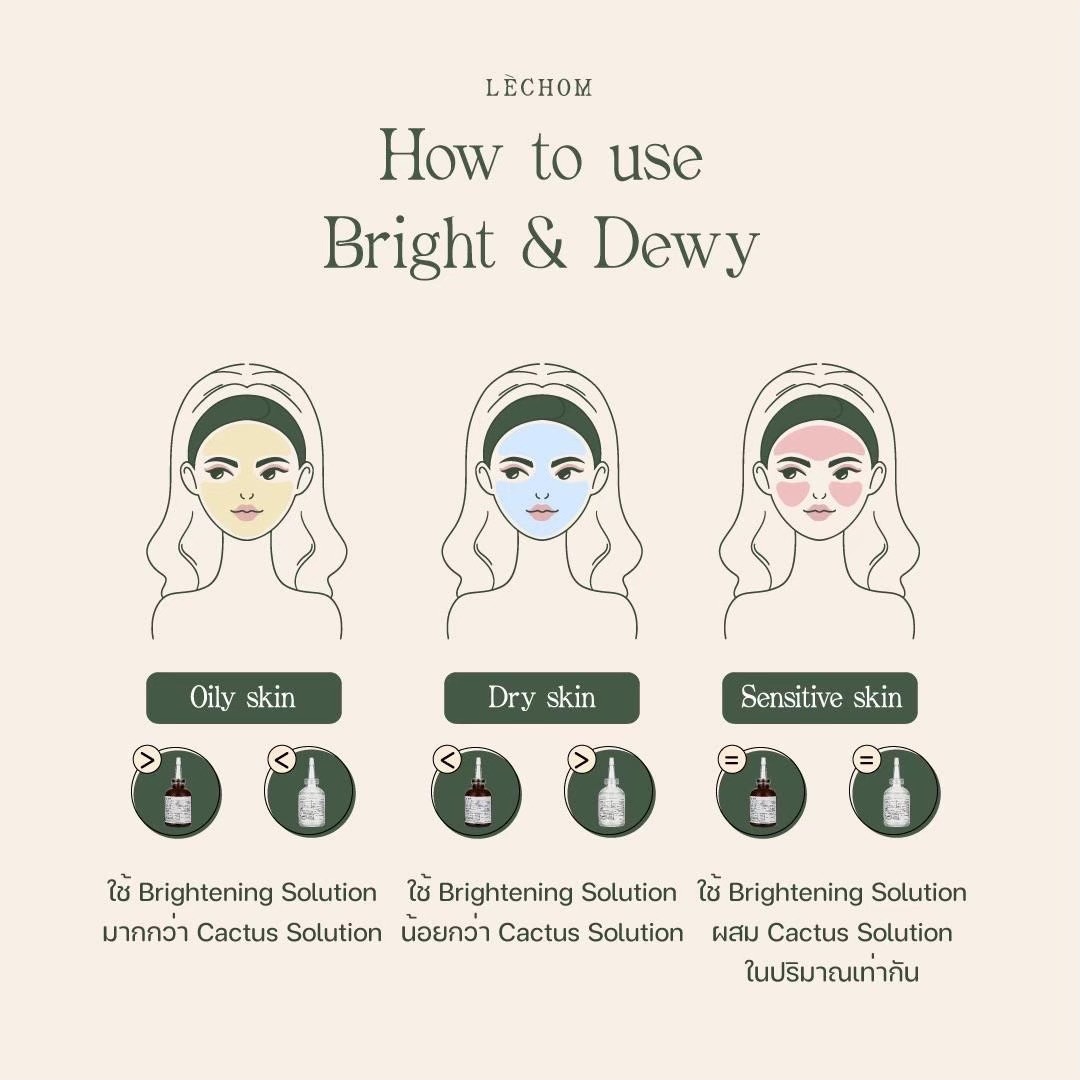 LÈCHOM
How to use
Bright & Dewy
Oily skin
Dry skin
Sensitive skin
>
<
<
>
=
=
ใช้ Brightening Solution
มากกว่า Cactus Solution
ใช้ Brightening Solution
น้อยกว่า Cactus Solution
ใช้ Brightening Solution
ผสม Cactus Solution
ในปริมาณเท่ากัน